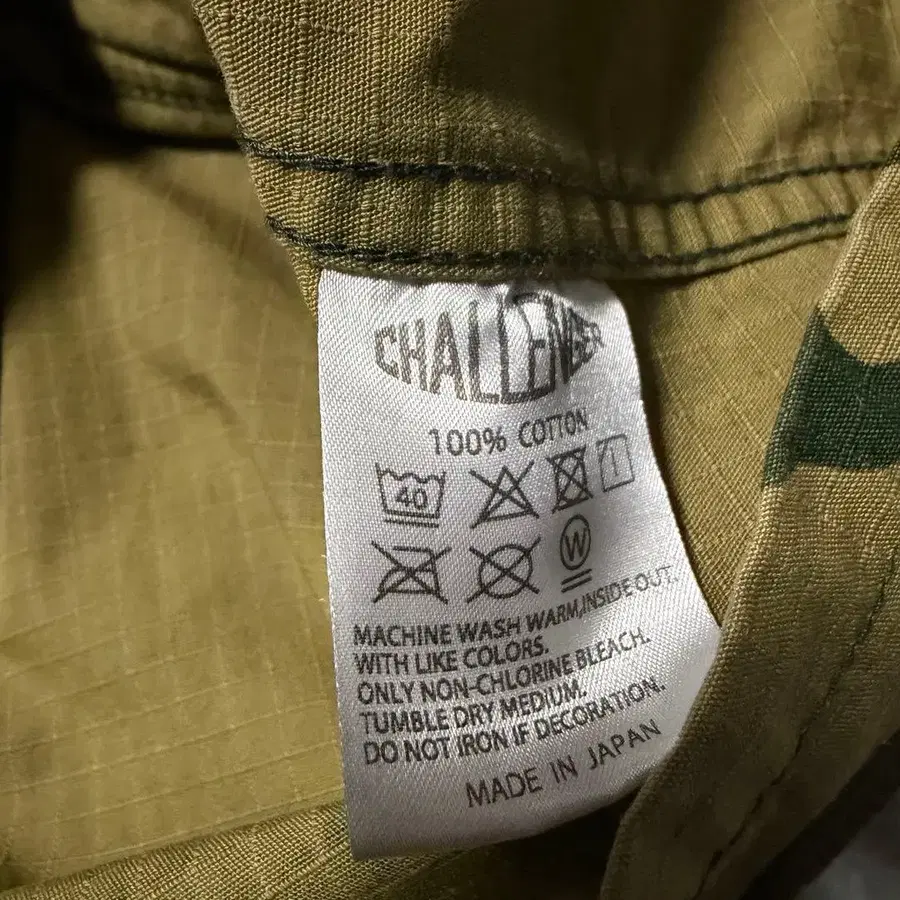 CHALLENGER
100% COTTON
40
W
MACHINE WASH WARM,INSIDE OUT.
WITH LIKE COLORS.
ONLY NON-CHLORINE BLEACH.
TUMBLE DRY MEDIUM.
DO NOT IRON IF DECORATION.
MADE IN JAPAN